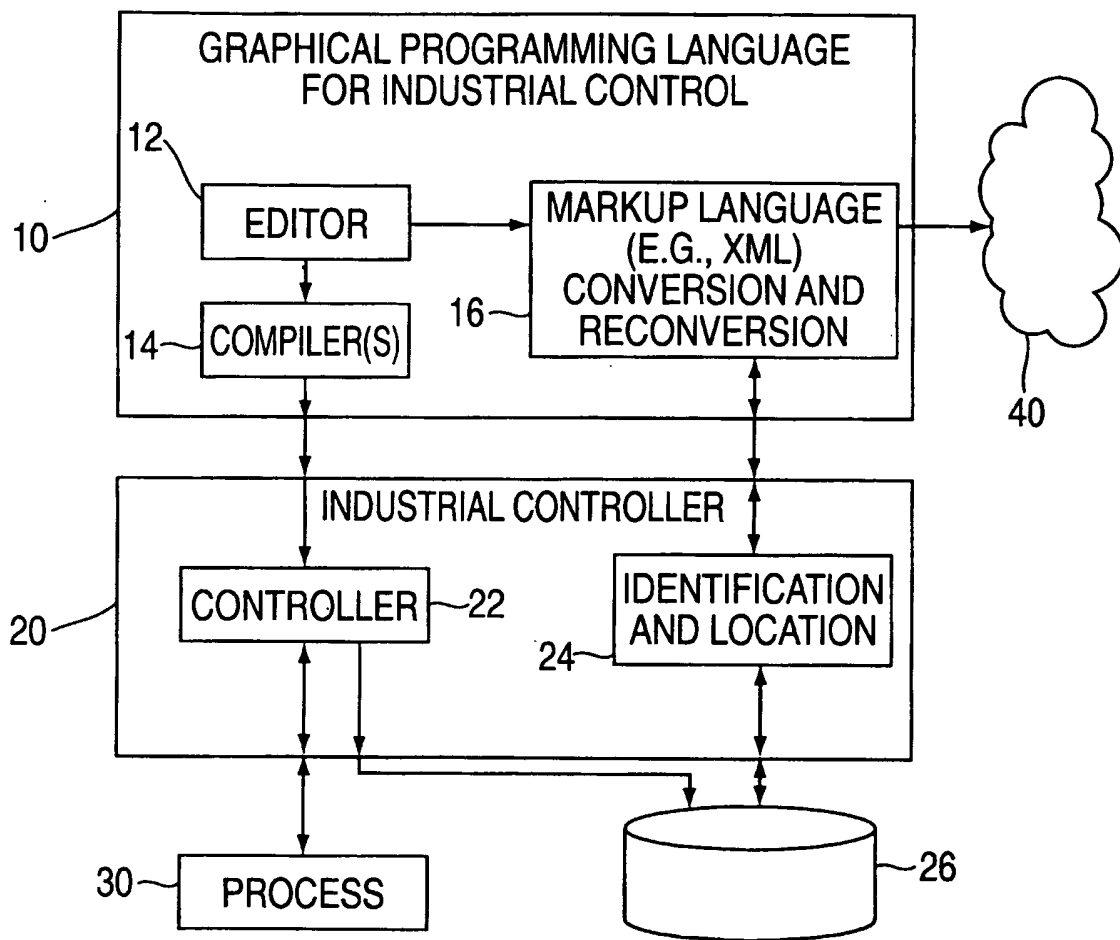 GRAPHICAL PROGRAMMING LANGUAGE
FOR INDUSTRIAL CONTROL
12
10
EDITOR
MARKUP LANGUAGE
(E.G., XML)
CONVERSION AND
RECONVERSION
16
14
COMPILER(S)
40
INDUSTRIAL CONTROLLER
20
CONTROLLER
22
IDENTIFICATION
AND LOCATION
24
30
PROCESS
26